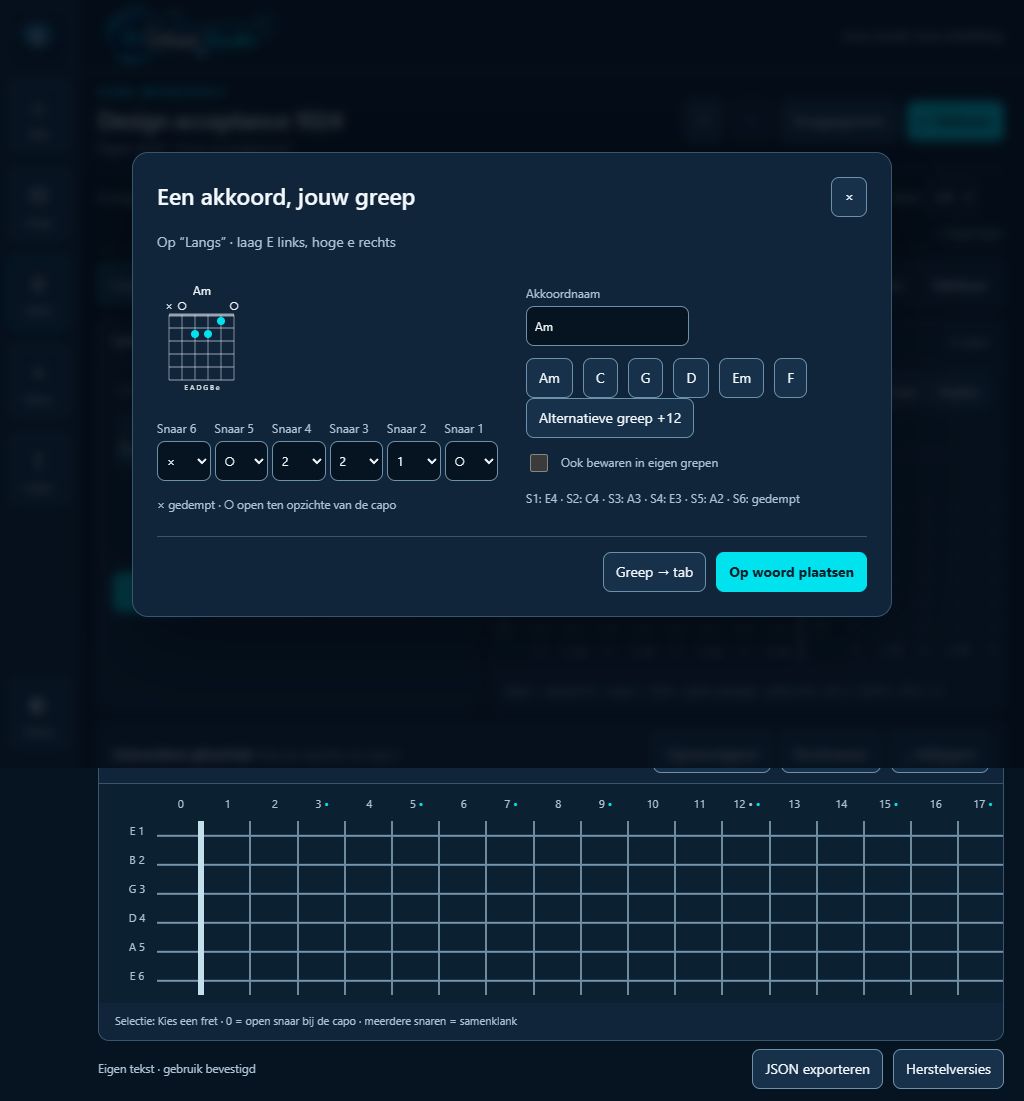 Design acceptance 1024
Een akkoord, jouw greep
×
Op “Langs” · laag E links, hoge e rechts
Am
× O O
E A D G B e
Akkoordnaam
Am
Am C G D Em F
Alternatieve greep +12
Snaar 6 Snaar 5 Snaar 4 Snaar 3 Snaar 2 Snaar 1
× O 2 2 1 O
Ook bewaren in eigen grepen
× gedempt · O open ten opzichte van de capo
S1: E4 · S2: C4 · S3: A3 · S4: E3 · S5: A2 · S6: gedempt
Greep → tab
Op woord plaatsen
0 1 2 3 • 4 5 • 6 7 • 8 9 • 10 11 12 • • 13 14 15 • 16 17 •
E 1
B 2
G 3
D 4
A 5
E 6
Selectie: Kies een fret · 0 = open snaar bij de capo · meerdere snaren = samenklank
Eigen tekst · gebruik bevestigd
JSON exporteren
Herstelversies